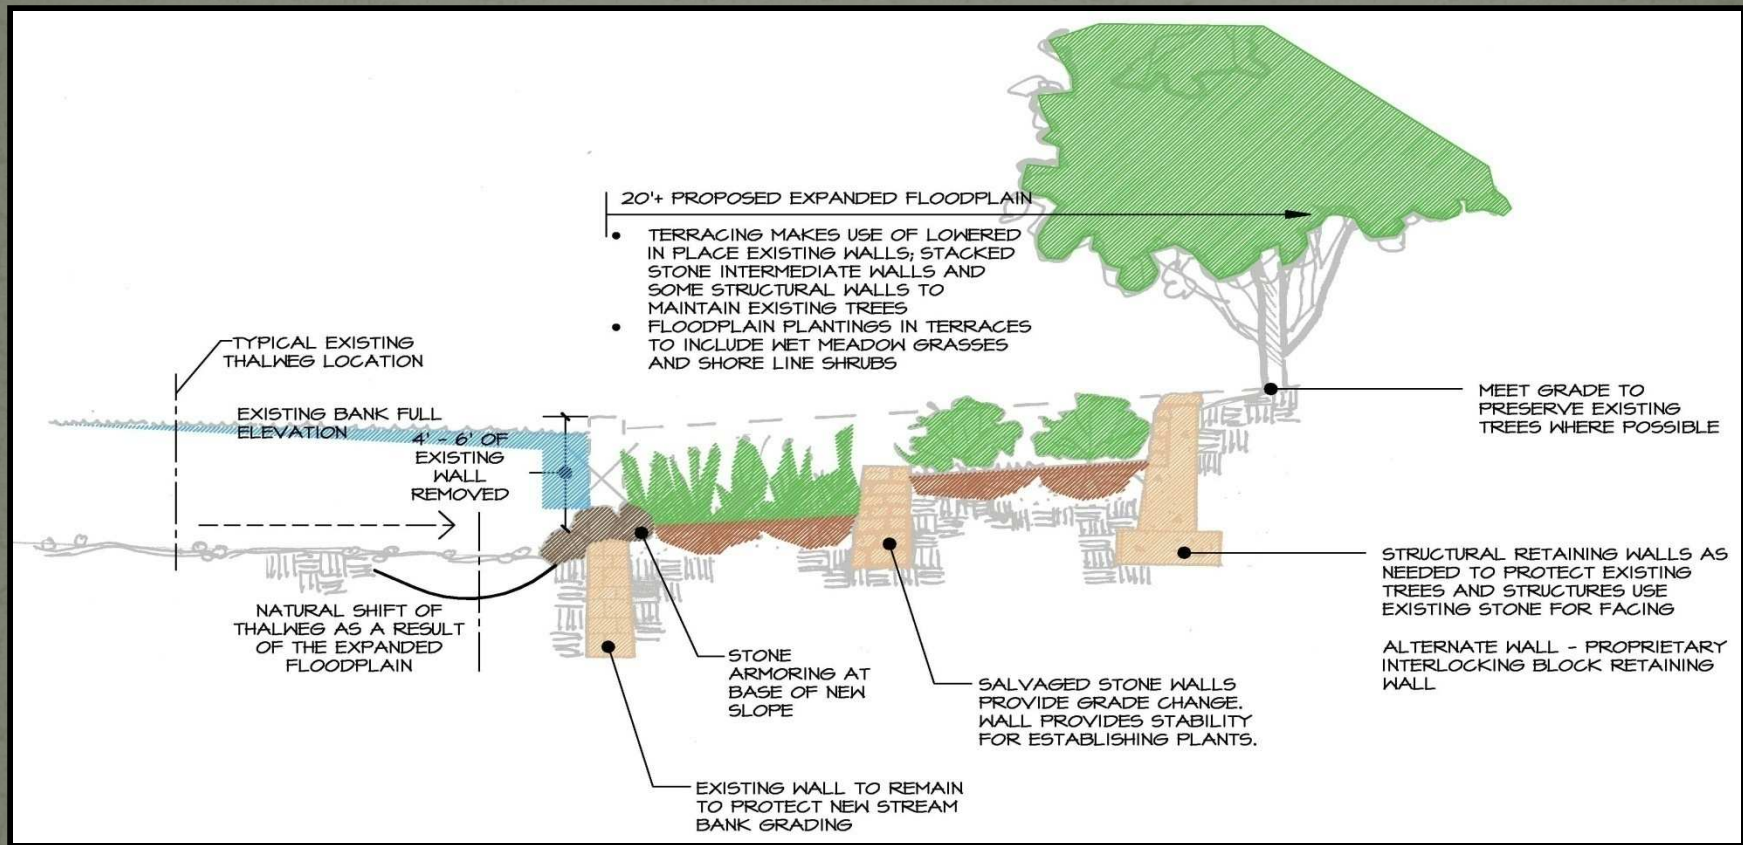 20'+ PROPOSED EXPANDED FLOODPLAIN
• TERRACING MAKES USE OF LOWERED
IN PLACE EXISTING WALLS; STACKED
STONE INTERMEDIATE WALLS AND
SOME STRUCTURAL WALLS TO
MAINTAIN EXISTING TREES
• FLOODPLAIN PLANTINGS IN TERRACES
TO INCLUDE WET MEADOW GRASSES
AND SHORE LINE SHRUBS
TYPICAL EXISTING
THALWEG LOCATION
EXISTING BANK FULL
ELEVATION
4' - 6' OF
EXISTING
WALL
REMOVED
MEET GRADE TO
PRESERVE EXISTING
TREES WHERE POSSIBLE
NATURAL SHIFT OF
THALWEG AS A RESULT
OF THE EXPANDED
FLOODPLAIN
STONE
ARMORING AT
BASE OF NEW
SLOPE
STRUCTURAL RETAINING WALLS AS
NEEDED TO PROTECT EXISTING
TREES AND STRUCTURES USE
EXISTING STONE FOR FACING
ALTERNATE WALL - PROPRIETARY
INTERLOCKING BLOCK RETAINING
WALL
SALVAGED STONE WALLS
PROVIDE GRADE CHANGE.
WALL PROVIDES STABILITY
FOR ESTABLISHING PLANTS.
EXISTING WALL TO REMAIN
TO PROTECT NEW STREAM
BANK GRADING